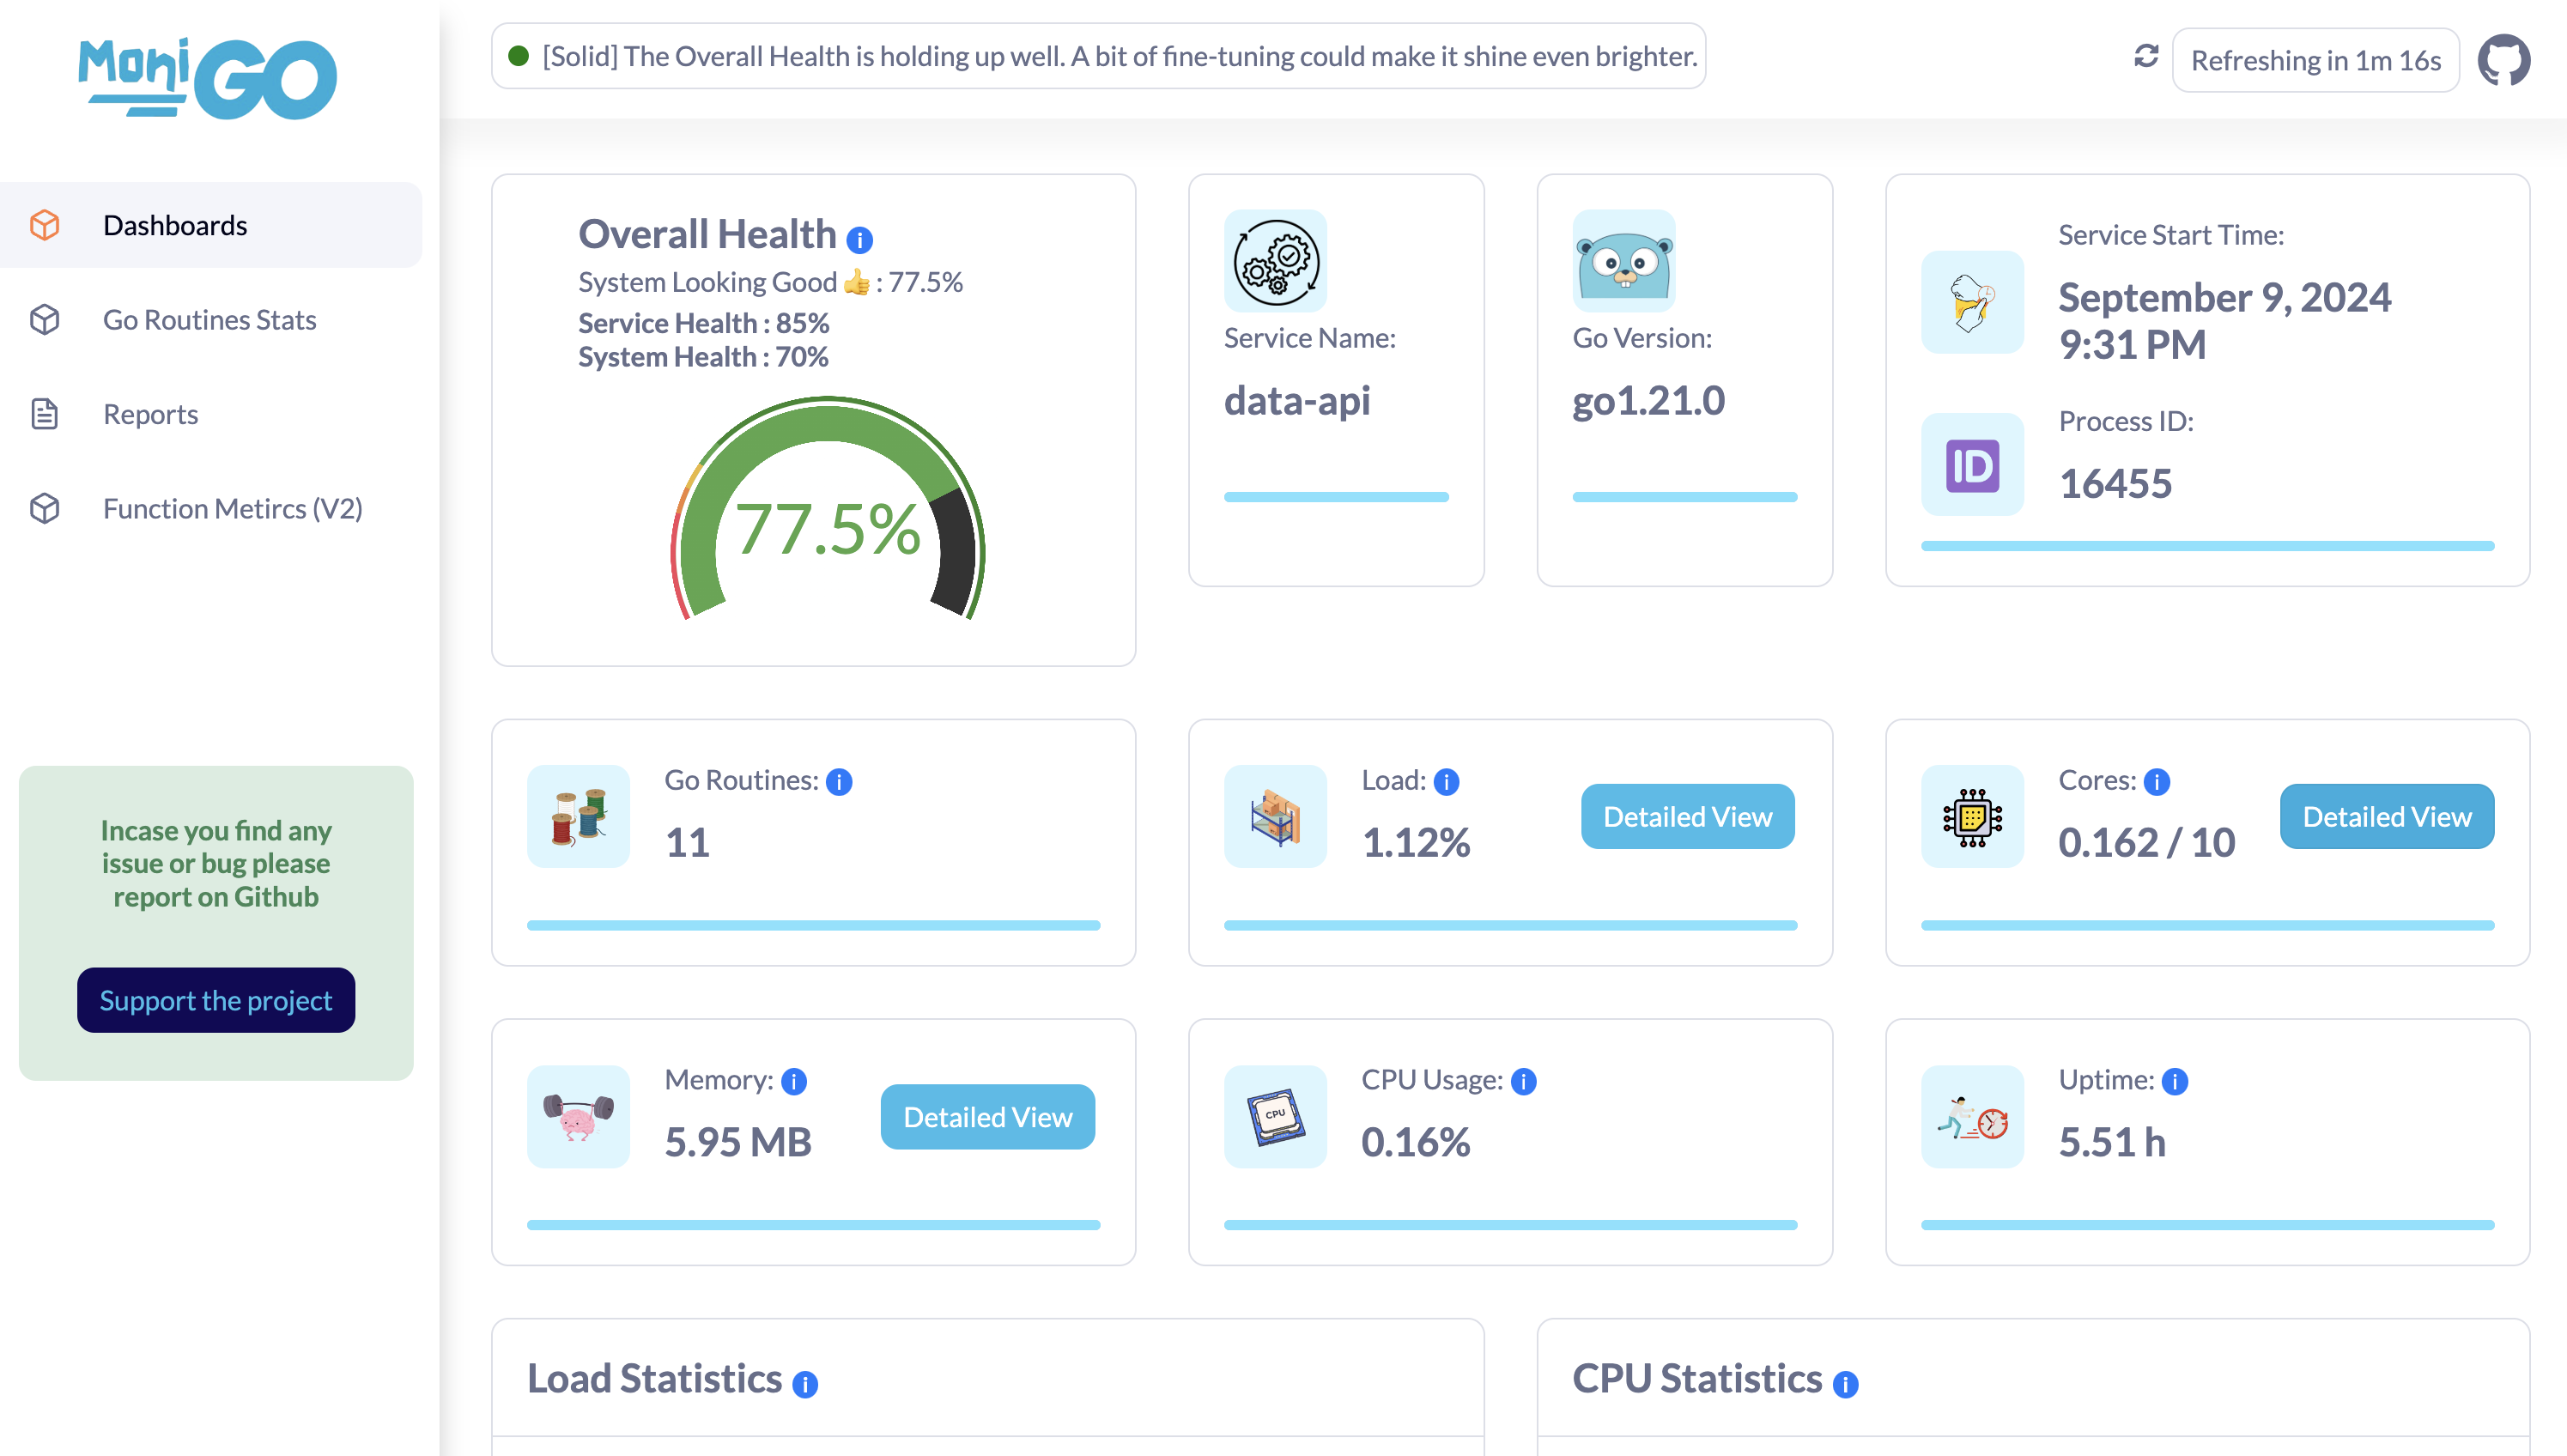 Moni GO
[Solid] The Overall Health is holding up well. A bit of fine-tuning could make it shine even brighter.
Refreshing in 1m 16s
Dashboards
Go Routines Stats
Reports
Function Metircs (V2)
Incase you find any
issue or bug please
report on Github
Support the project
Overall Health i
System Looking Good 👍 : 77.5%
Service Health : 85%
System Health : 70%
77.5%
Service Name:
data-api
Go Version:
go1.21.0
Service Start Time:
September 9, 2024
9:31 PM
ID
Process ID:
16455
Go Routines: i
11
Load: i
1.12%
Detailed View
Cores: i
0.162 / 10
Detailed View
Memory: i
5.95 MB
Detailed View
CPU
CPU Usage: i
0.16%
Uptime: i
5.51 h
Load Statistics i
CPU Statistics i